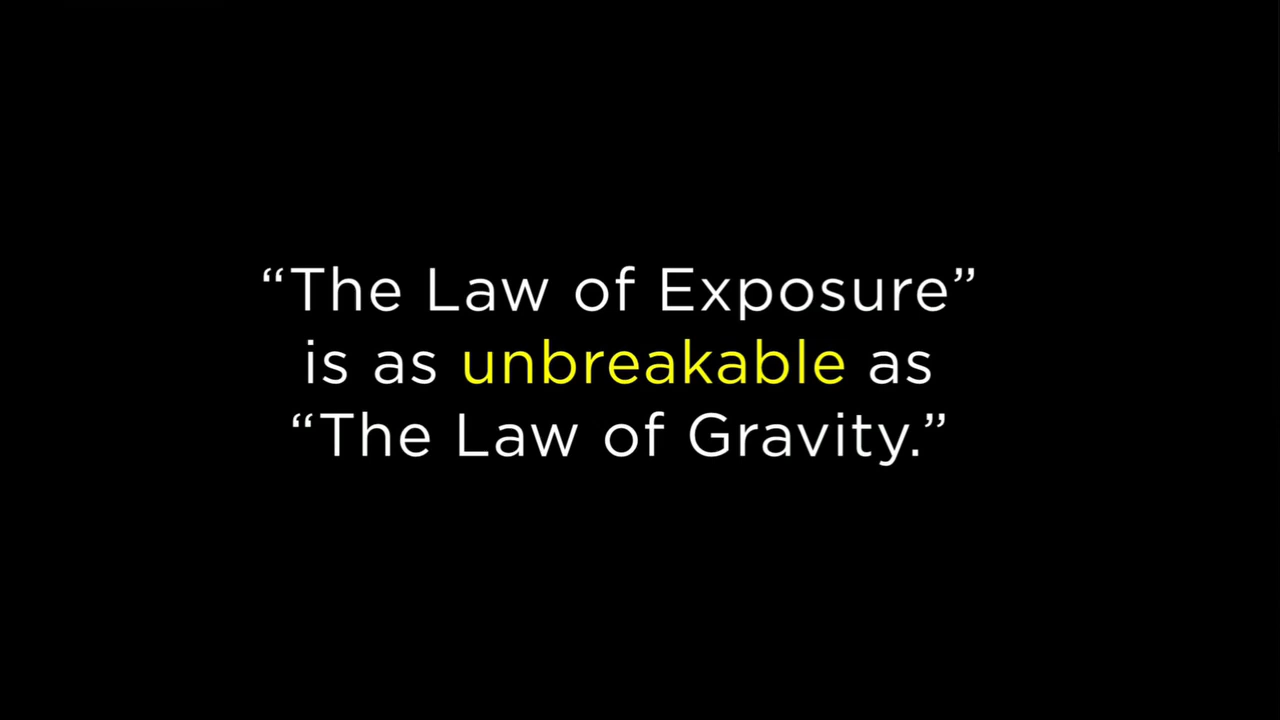 “The Law of Exposure”
is as unbreakable as
“The Law of Gravity.”